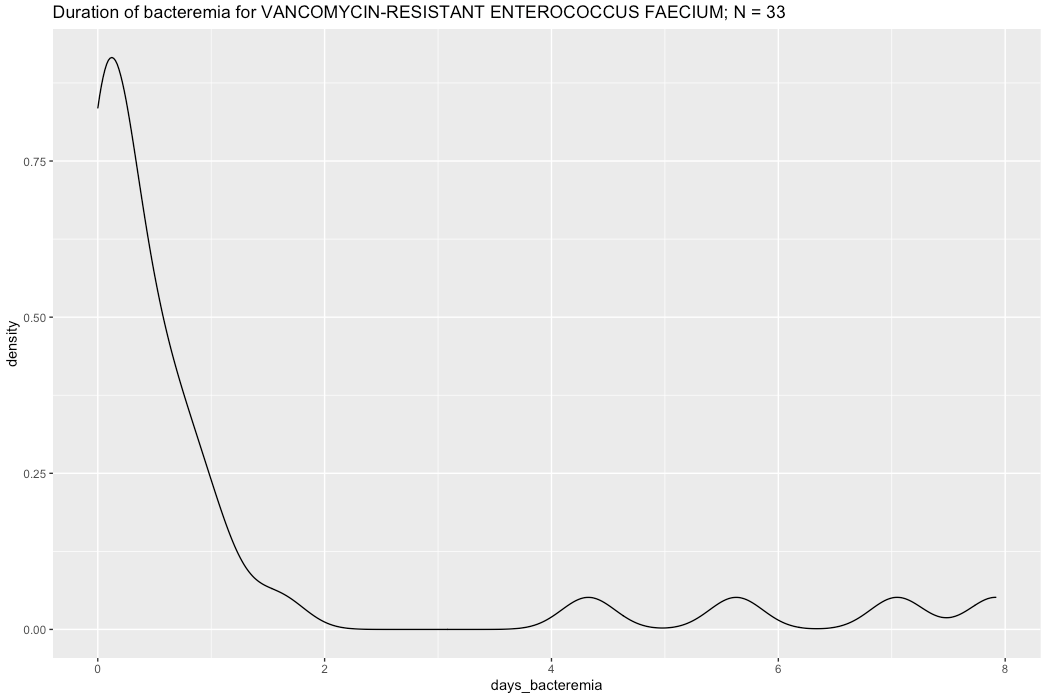 Duration of bacteremia for VANCOMYCIN-RESISTANT ENTEROCOCCUS FAECIUM; N = 33
density
0.75
0.50
0.25
0.00
0 2 4 6 8
days_bacteremia